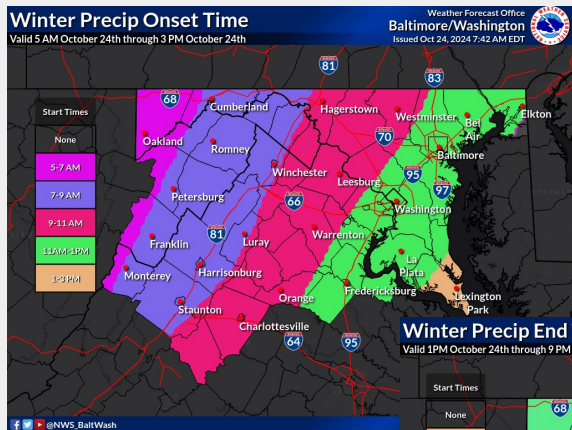 Winter Precip Onset Time
Valid 5 AM October 24th through 3 PM October 24th
Weather Forecast Office
Baltimore/Washington
Issued Oct 24, 2024 7:42 AM EDT
81
83
68
Start Times
None
5-7 AM
7-9 AM
9-11 AM
11AM-1PM
1-3 PM
Cumberland
Hagerstown
Westminster
Bel
Air
Elkton
Oakland
Romney
70
Baltimore
Winchester
Leesburg
95
97
Petersburg
66
Washington
81
Franklin
Luray
Warrenton
La
Plata
Monterey
Harrisonburg
Orange
Fredericksburg
Lexington
Park
Staunton
Charlottesville
64
95
Winter Precip End
Valid 1PM October 24th through 9 PM
Start Times
None
68
@NWS_BaltWash